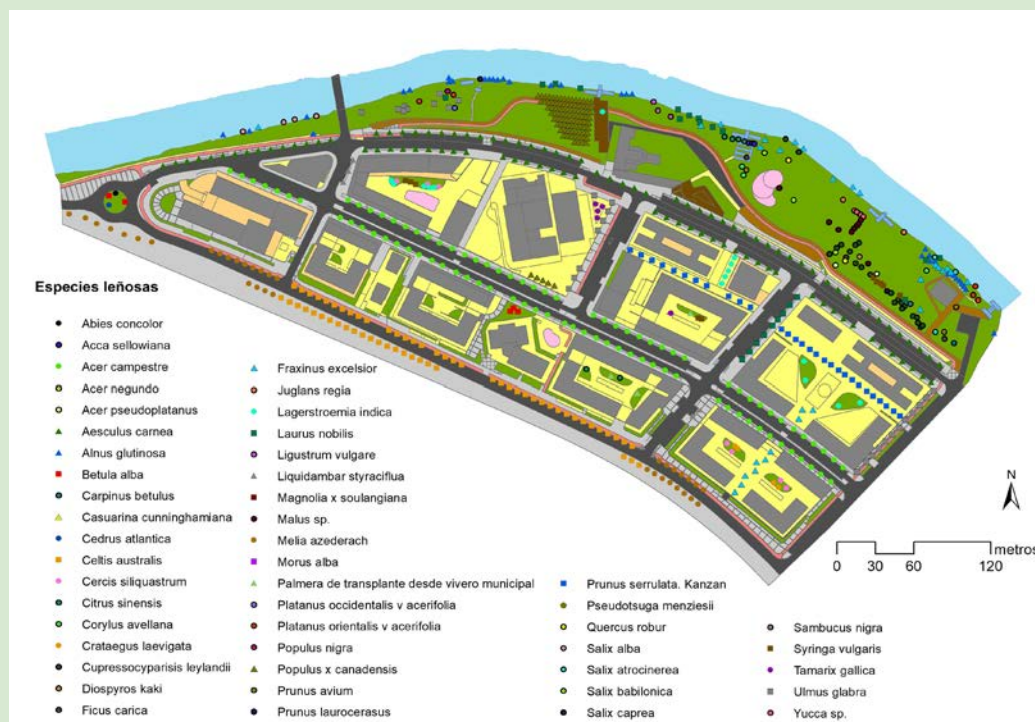 Especies leñosas
Abies concolor
Acca sellowiana
Acer campestre
Acer negundo
Acer pseudoplatanus
Aesculus carnea
Alnus glutinosa
Betula alba
Carpinus betulus
Casuarina cunninghamiana
Cedrus atlantica
Celtis australis
Cercis siliquastrum
Citrus sinensis
Corylus avellana
Crataegus laevigata
Cupressocyparis leylandii
Diospyros kaki
Ficus carica
Fraxinus excelsior
Juglans regia
Lagerstroemia indica
Laurus nobilis
Ligustrum vulgare
Liquidambar styraciflua
Magnolia x soulangiana
Malus sp.
Melia azederach
Morus alba
Palmera de transplante desde vivero municipal
Platanus occidentalis v acerifolia
Platanus orientalis v acerifolia
Populus nigra
Populus x canadensis
Prunus avium
Prunus laurocerasus
Prunus serrulata. Kanzan
Pseudotsuga menziesii
Quercus robur
Salix alba
Salix atrocinerea
Salix babilonica
Salix caprea
Sambucus nigra
Syringa vulgaris
Tamarix gallica
Ulmus glabra
Yucca sp.
N
metros
0 30 60 120